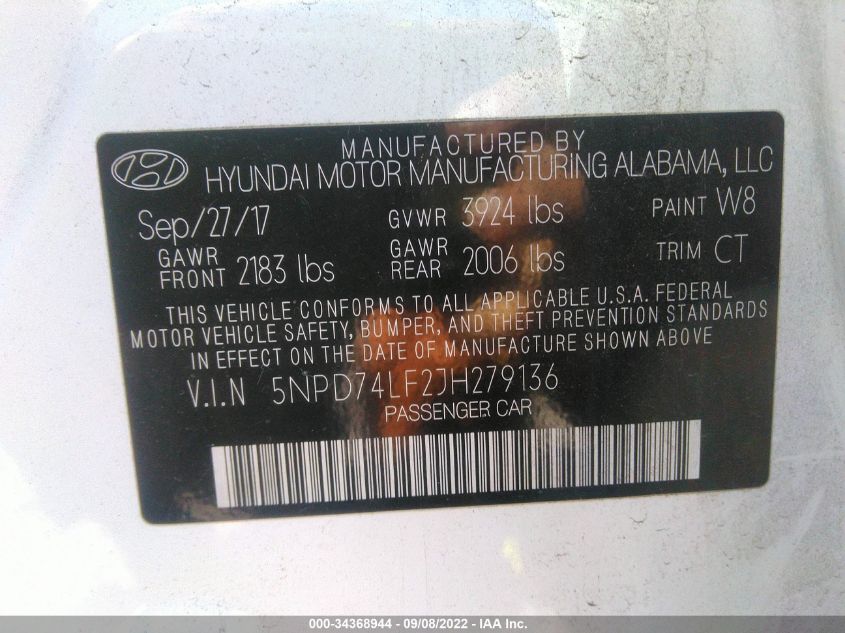 MANUFACTURED BY
HYUNDAI MOTOR MANUFACTURING ALABAMA, LLC
Sep/27/17 GVWR 3924 lbs PAINT W8
GAWR FRONT 2183 lbs GAWR REAR 2006 lbs TRIM CT
THIS VEHICLE CONFORMS TO ALL APPLICABLE U.S.A. FEDERAL
MOTOR VEHICLE SAFETY, BUMPER, AND THEFT PREVENTION STANDARDS
IN EFFECT ON THE DATE OF MANUFACTURE SHOWN ABOVE
V.I.N 5NPD74LF2JH279136
PASSENGER CAR
000-34368944 - 09/08/2022 - IAA Inc.